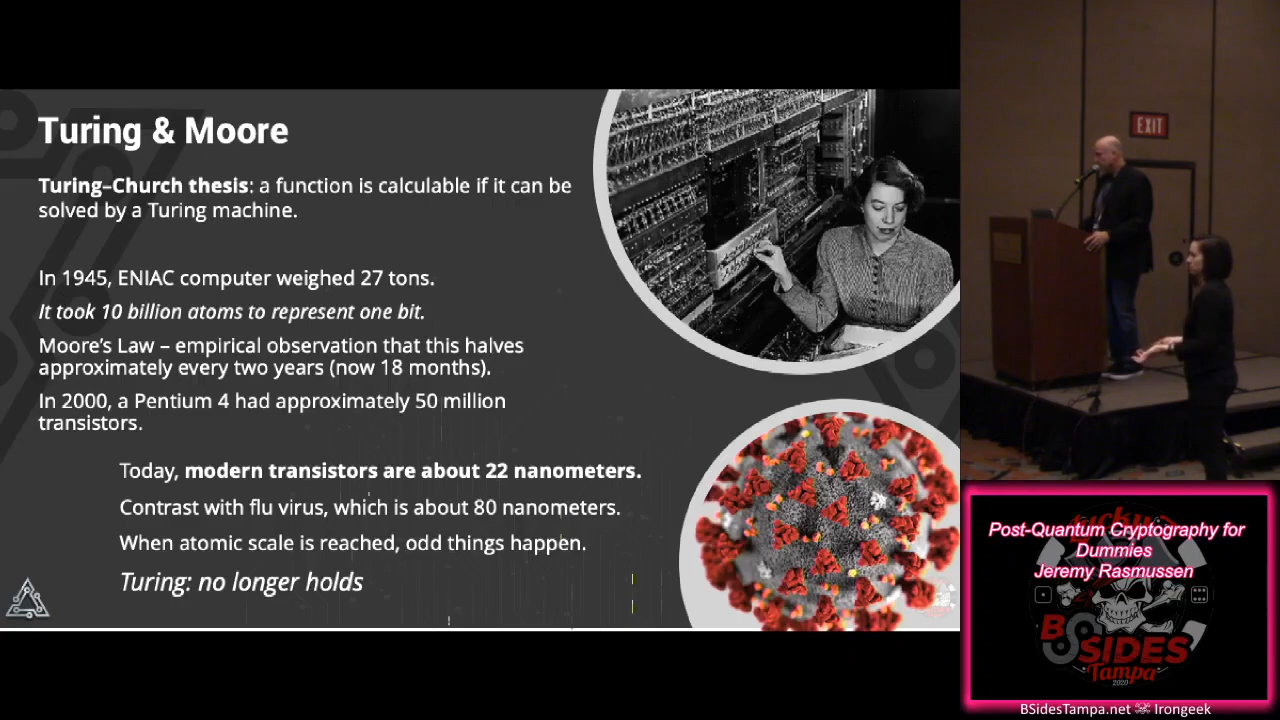 Turing & Moore
Turing–Church thesis: a function is calculable if it can be
solved by a Turing machine.
In 1945, ENIAC computer weighed 27 tons.
It took 10 billion atoms to represent one bit.
Moore's Law – empirical observation that this halves
approximately every two years (now 18 months).
In 2000, a Pentium 4 had approximately 50 million
transistors.
Today, modern transistors are about 22 nanometers.
Contrast with flu virus, which is about 80 nanometers.
When atomic scale is reached, odd things happen.
Turing: no longer holds
EXIT
Post-Quantum Cryptography for
Dummies
Jeremy Rasmussen
B SIDES
Tampa
2020
BSidesTampa.net Irongeek